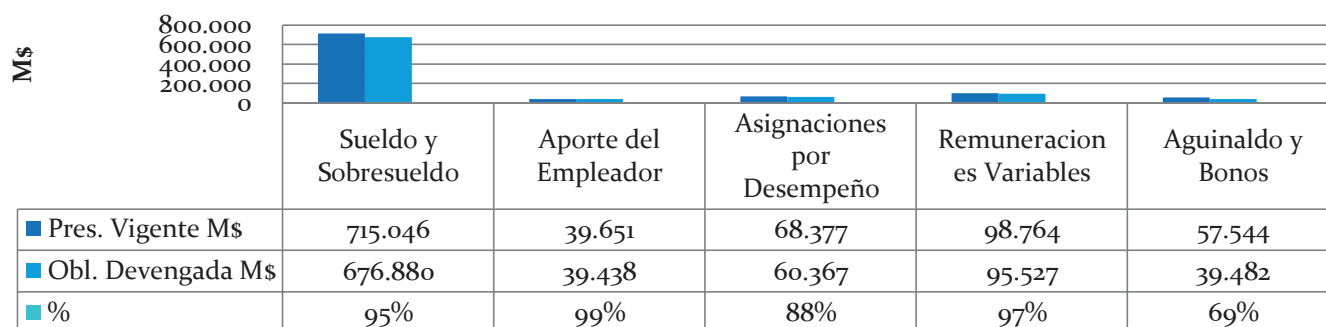 M$
800.000
600.000
400.000
200.000
0
Sueldo y
Sobresueldo
Aporte del
Empleador
Asignaciones
por
Desempeño
Remuneracion
es Variables
Aguinaldo y
Bonos
Pres. Vigente M$ 715.046 39.651 68.377 98.764 57.544
Obl. Devengada M$ 676.880 39.438 60.367 95.527 39.482
% 95% 99% 88% 97% 69%